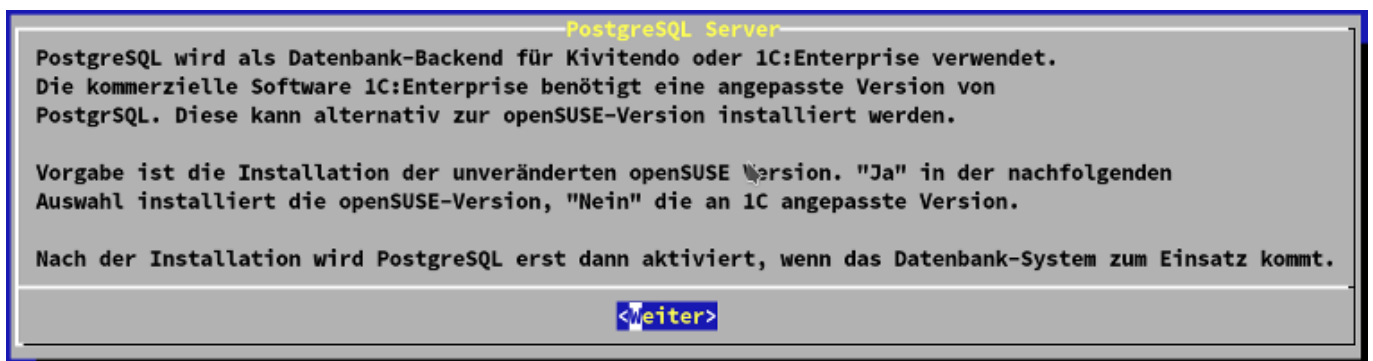 PostgreSQL Server
PostgreSQL wird als Datenbank-Backend für Kivitendo oder 1C:Enterprise verwendet.
Die kommerzielle Software 1C:Enterprise benötigt eine angepasste Version von
PostgrSQL. Diese kann alternativ zur openSUSE-Version installiert werden.
Vorgabe ist die Installation der unveränderten openSUSE Version. "Ja" in der nachfolgenden
Auswahl installiert die openSUSE-Version, "Nein" die an 1C angepasste Version.
Nach der Installation wird PostgreSQL erst dann aktiviert, wenn das Datenbank-System zum Einsatz kommt.
<Weiter>